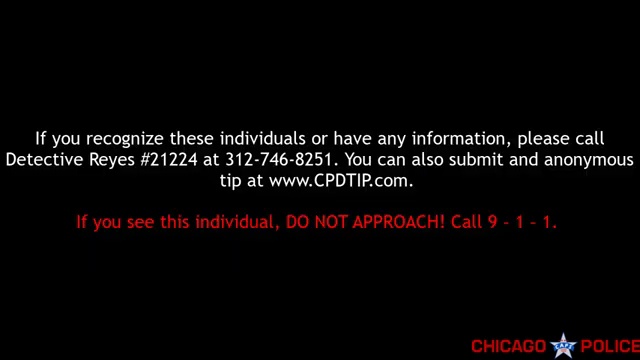 If you recognize these individuals or have any information, please call
Detective Reyes #21224 at 312-746-8251. You can also submit and anonymous
tip at www.CPDTIP.com.
If you see this individual, DO NOT APPROACH! Call 9 - 1 - 1.
CHICAGO CAPS POLICE